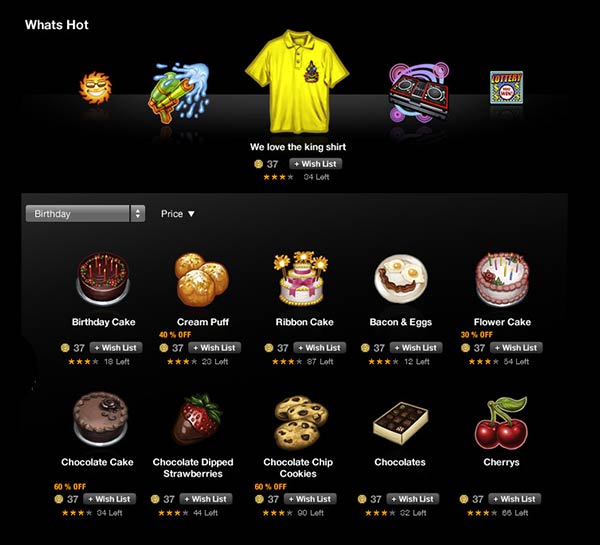 Whats Hot
LOTTERY
We love the king shirt
37 + Wish List
34 Left
Birthday
Price ▼
Birthday Cake
Cream Puff
Ribbon Cake
Bacon & Eggs
Flower Cake
40 % OFF
30 % OFF
37 + Wish List
37 + Wish List
37 + Wish List
37 + Wish List
37 + Wish List
18 Left
23 Left
87 Left
12 Left
54 Left
Chocolate Cake
Chocolate Dipped
Strawberries
Chocolate Chip
Cookies
Chocolates
Cherrys
60 % OFF
60 % OFF
37 + Wish List
37 + Wish List
37 + Wish List
37 + Wish List
37 + Wish List
34 Left
44 Left
90 Left
32 Left
66 Left